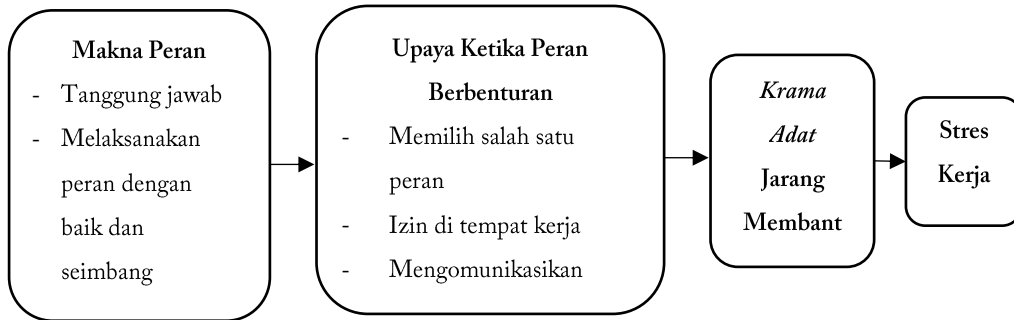 Makna Peran
- Tanggung jawab
- Melaksanakan
peran dengan
baik dan
seimbang
Upaya Ketika Peran
Berbenturan
- Memilih salah satu
peran
- Izin di tempat kerja
- Mengomunikasikan
Krama
Adat
Jarang
Membant
Stres
Kerja